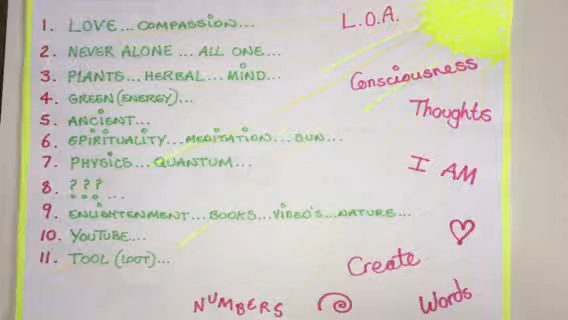 1. LOVE... COMPASSION...
2. NEVER ALONE... ALL ONE...
3. PLANTS... HERBAL... MIND...
4. GREEN (ENERGY)...
5. ANCIENT...
6. SPIRITUALITY... MEDITATION... SUN...
7. PHYSICS... QUANTUM...
8. ? ? ? ...
9. ENLIGHTENMENT... BOOKS... VIDEO'S... NATURE...
10. YOUTUBE....
11. TOOL (LOOT)...
L.O.A.
Consciousness
Thoughts
I AM
Create
Words
NUMBERS